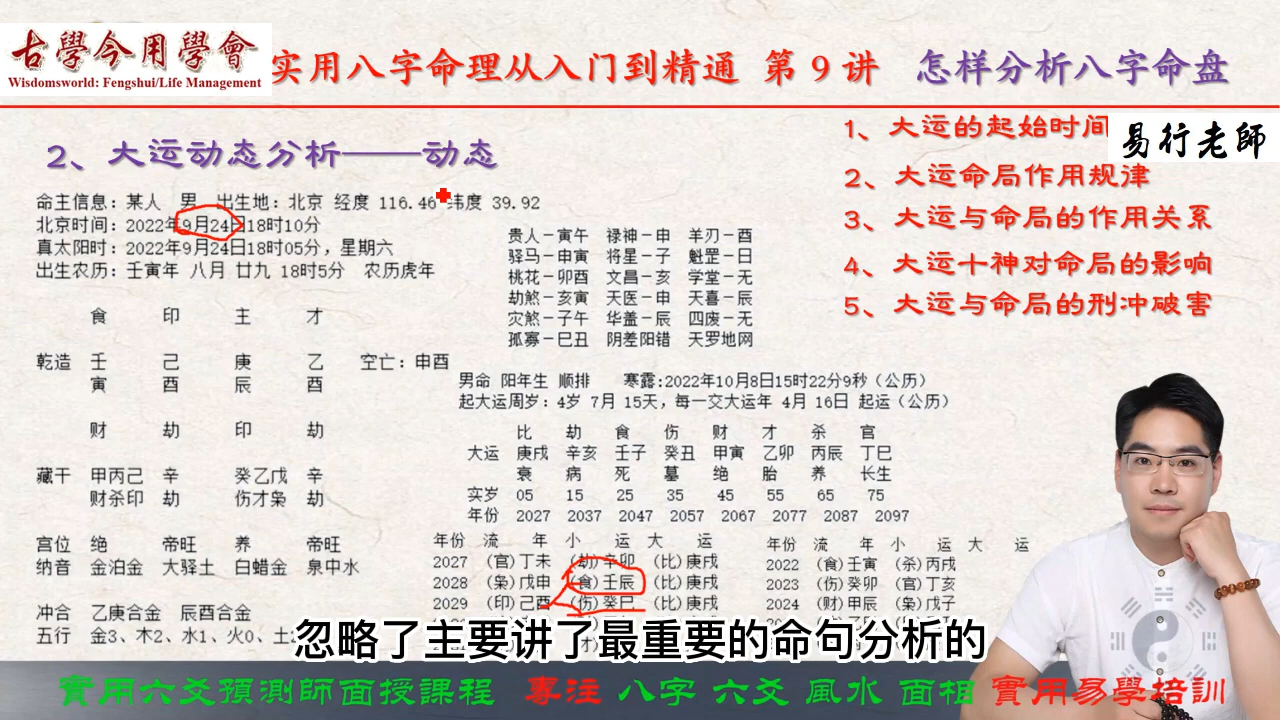 古學今用學會
Wisdomsworld: Fengshui/Life Management
实用八字命理从入门到精通 第 9 讲 怎样分析八字命盘
易行老師
2、大运动态分析——动态
1、大运的起始时间
2、大运命局作用规律
3、大运与命局的作用关系
4、大运十神对命局的影响
5、大运与命局的刑冲破害
命主信息：某人 男 出生地：北京 经度 116.46 纬度 39.92
北京时间：2022年9月24日18时10分
真太阳时：2022年9月24日18时05分，星期六
出生农历：壬寅年 八月 廿九 18时5分 农历虎年
食 印 主 才
乾造 壬 己 庚 乙 空亡：申酉
寅 酉 辰 酉
财 劫 印 劫
藏干 甲丙己 辛 癸乙戊 辛
财杀印 劫 伤才枭 劫
宫位 绝 帝旺 养 帝旺
纳音 金泊金 大驿土 白蜡金 泉中水
冲合 乙庚合金 辰酉合金
五行 金3、木2、水1、火0、土2
贵人－寅午 禄神－申 羊刃－酉
驿马－申寅 将星－子 魁罡－日
桃花－卯酉 文昌－亥 学堂－无
劫煞－亥寅 天医－申 天喜－辰
灾煞－子午 华盖－辰 四废－无
孤寡－巳丑 阴差阳错 天罗地网
男命 阳年生 顺排 寒露:2022年10月8日15时22分9秒（公历）
起大运周岁：4岁 7月 15天，每一交大运年 4月 16日 起运（公历）
比 劫 食 伤 财 才 杀 官
大运 庚戌 辛亥 壬子 癸丑 甲寅 乙卯 丙辰 丁巳
衰 病 死 墓 绝 胎 养 长生
实岁 05 15 25 35 45 55 65 75
年份 2027 2037 2047 2057 2067 2077 2087 2097
年份 流 年 小 运 大 运
2027 (官)丁未 (劫)辛卯 (比)庚戌
2028 (枭)戊申 (食)壬辰 (比)庚戌
2029 (印)己酉 (伤)癸巳 (比)庚戌
年份 流 年 小 运 大 运
2022 (食)壬寅 (杀)丙戌
2023 (伤)癸卯 (官)丁亥
2024 (财)甲辰 (枭)戊子
忽略了主要讲了最重要的命句分析的
實用六爻預測師面授課程 專注 八字 六爻 風水 面相 實用易學培訓